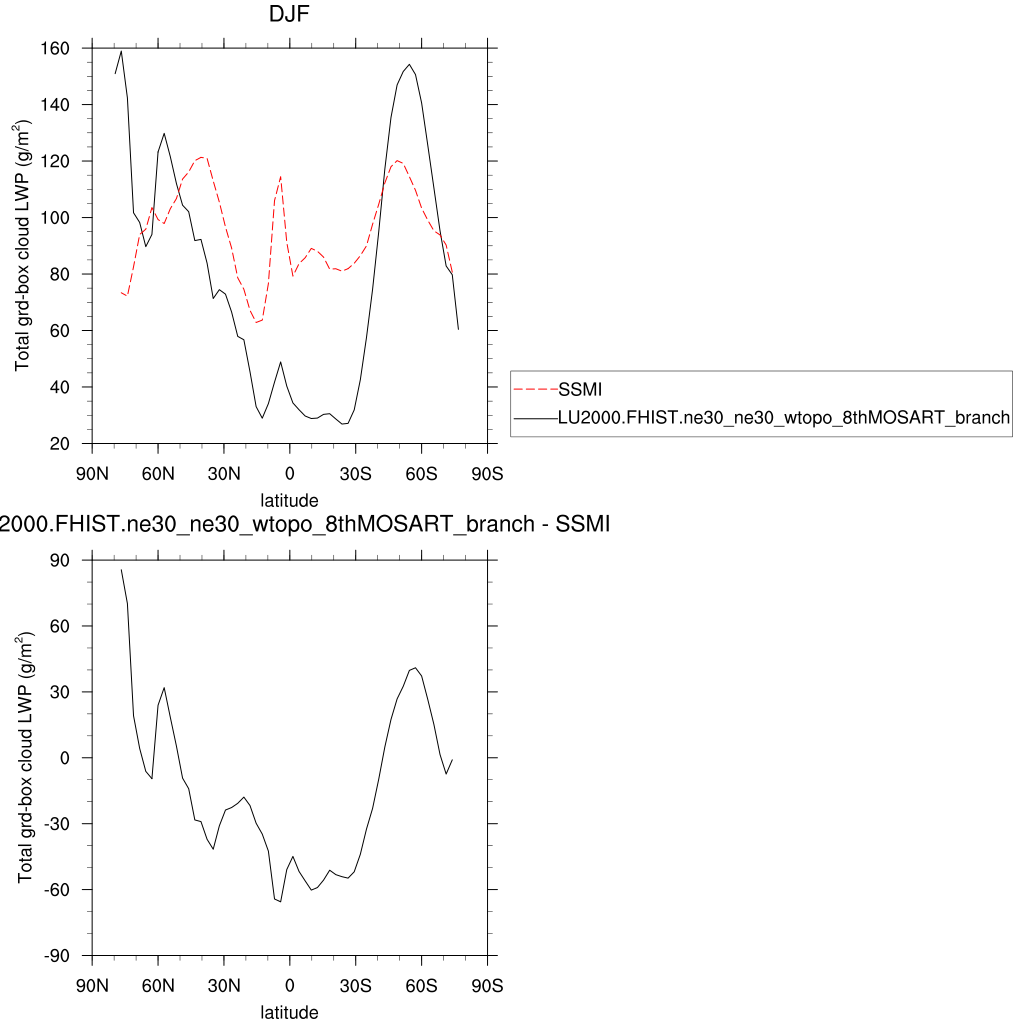 DJF
160
140
120
100
80
60
40
20
Total grd-box cloud LWP (g/m²)
90N 60N 30N 0 30S 60S 90S
latitude
SSMI
LU2000.FHIST.ne30_ne30_wtopo_8thMOSART_branch
2000.FHIST.ne30_ne30_wtopo_8thMOSART_branch - SSMI
90
60
30
0
-30
-60
-90
Total grd-box cloud LWP (g/m²)
90N 60N 30N 0 30S 60S 90S
latitude